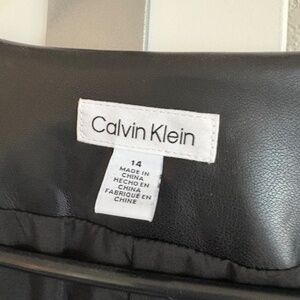 Calvin Klein
14
MADE IN
CHINA
HECHO EN
CHINA
FABRIQUÉ EN
CHINE